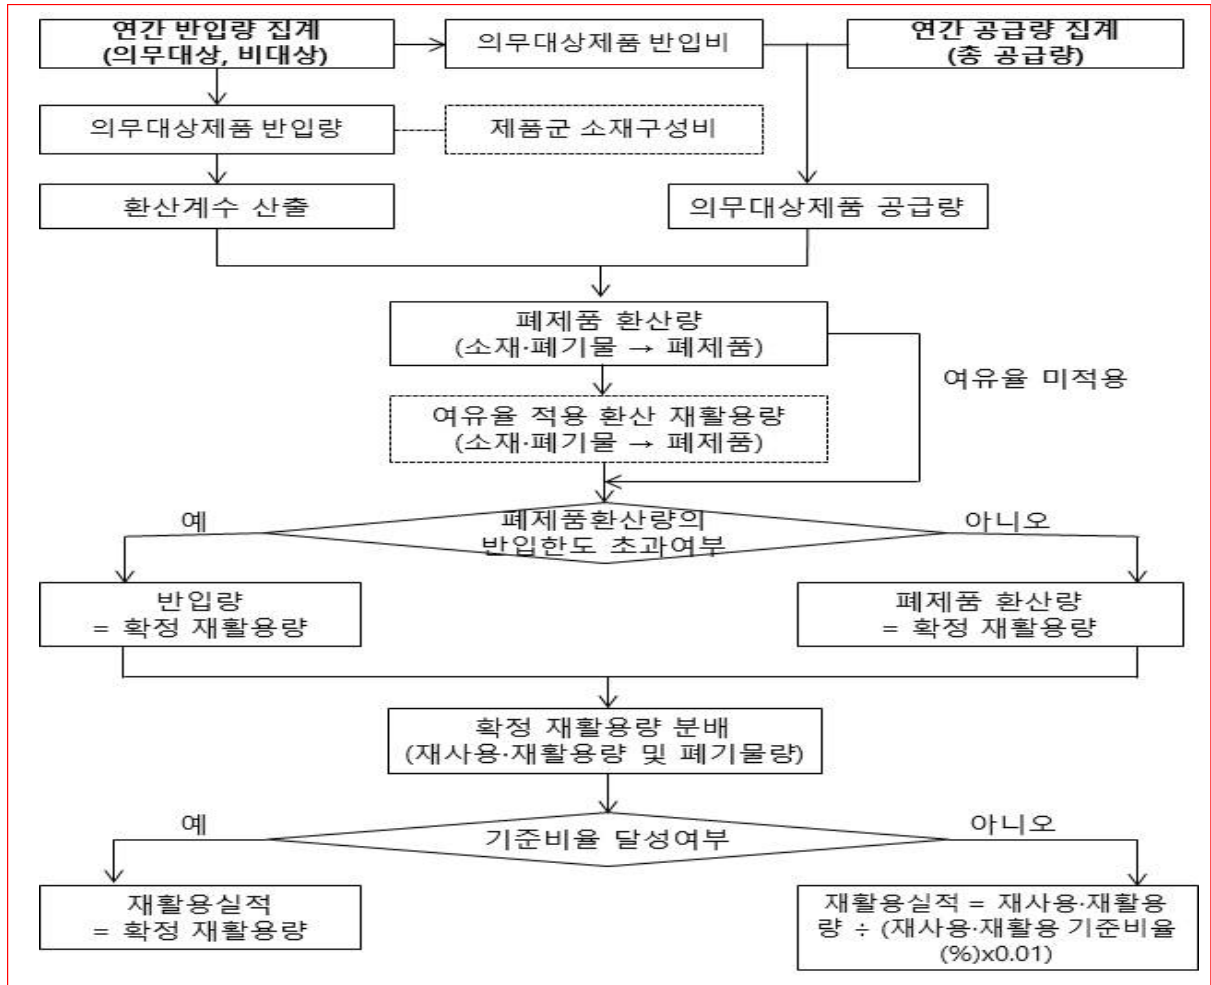 연간 반입량 집계
(의무대상, 비대상)
의무대상제품 반입비
연간 공급량 집계
(총 공급량)
의무대상제품 반입량
제품군 소재구성비
환산계수 산출
의무대상제품 공급량
폐제품 환산량
(소재·폐기물 → 폐제품)
여유율 미적용
여유율 적용 환산 재활용량
(소재·폐기물 → 폐제품)
예
폐제품환산량의
반입한도 초과여부
아니오
반입량
= 확정 재활용량
폐제품 환산량
= 확정 재활용량
확정 재활용량 분배
(재사용·재활용량 및 폐기물량)
예
기준비율 달성여부
아니오
재활용실적
= 확정 재활용량
재활용실적 = 재사용·재활용
량 ÷ (재사용·재활용 기준비율
(%)x0.01)